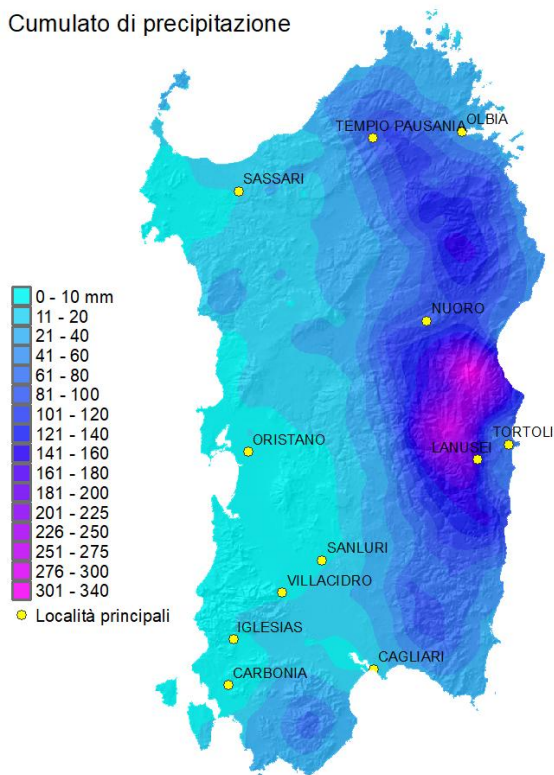 Cumulato di precipitazione
OLBIA
TEMPIO PAUSANIA
SASSARI
0 - 10 mm
11 - 20
21 - 40
41 - 60
61 - 80
81 - 100
101 - 120
121 - 140
141 - 160
161 - 180
181 - 200
201 - 225
226 - 250
251 - 275
276 - 300
301 - 340
Località principali
NUORO
ORISTANO
TORTOLI
LANUSEI
SANLURI
VILLACIDRO
IGLESIAS
CAGLIARI
CARBONIA